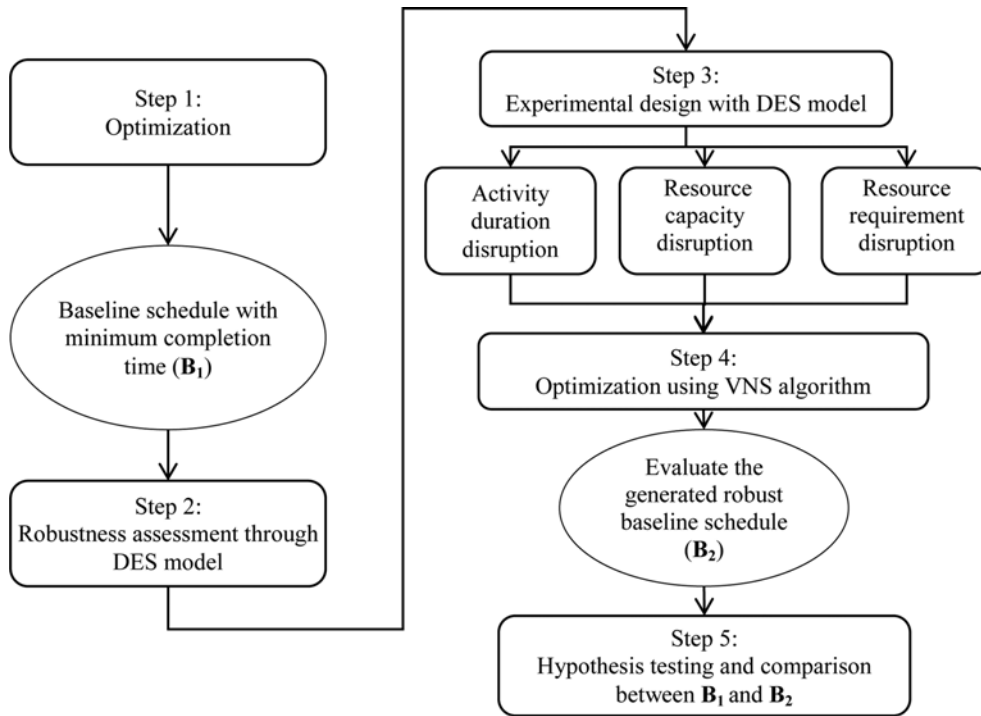 Step 1:
Optimization
Baseline schedule with
minimum completion
time (B₁)
Step 2:
Robustness assessment through
DES model
Step 3:
Experimental design with DES model
Activity
duration
disruption
Resource
capacity
disruption
Resource
requirement
disruption
Step 4:
Optimization using VNS algorithm
Evaluate the
generated robust
baseline schedule
(B₂)
Step 5:
Hypothesis testing and comparison
between B₁ and B₂